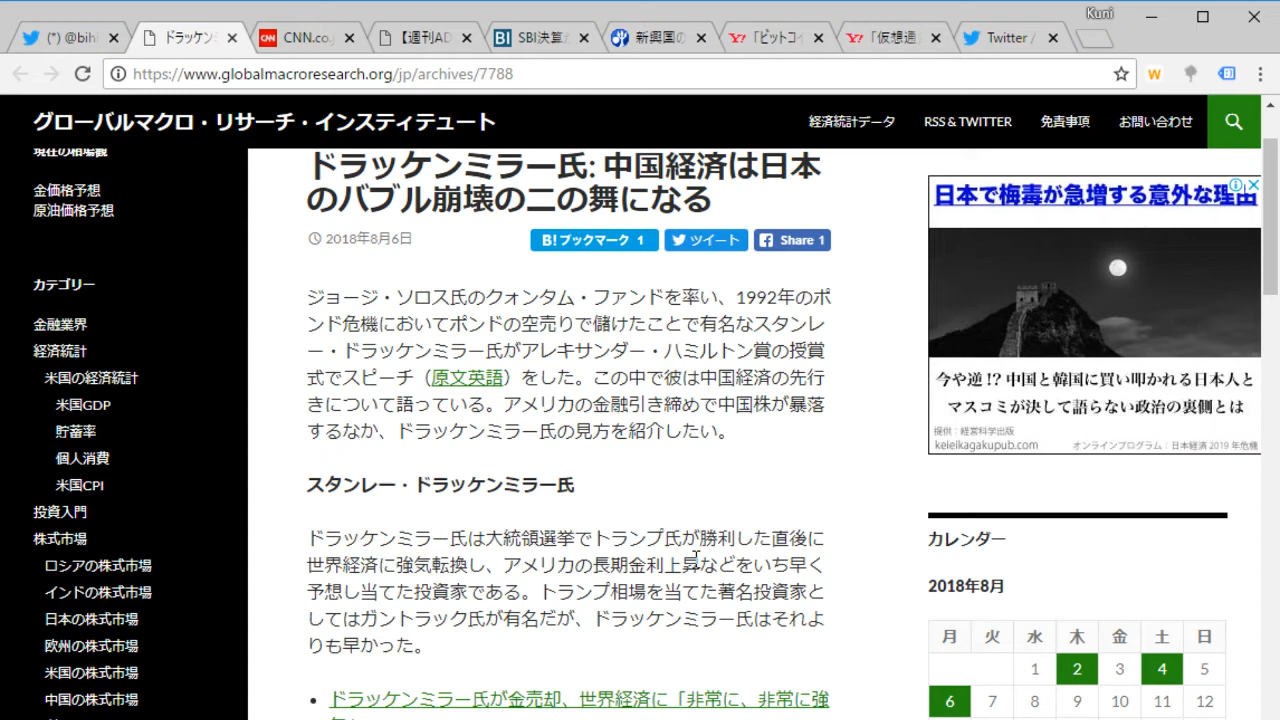 Kuni
(*) @bihi
ドラッケン
CNN.co.
【週刊AD
SBI決算
新興国の
「ビットコイ
「仮想通
Twitter /
https://www.globalmacroresearch.org/jp/archives/7788
グローバルマクロ・リサーチ・インスティテュート
経済統計データ
RSS & TWITTER
免責事項
お問い合わせ
現在の相場観
金価格予想
原油価格予想
カテゴリー
金融業界
経済統計
米国の経済統計
米国GDP
貯蓄率
個人消費
米国CPI
投資入門
株式市場
ロシアの株式市場
インドの株式市場
日本の株式市場
欧州の株式市場
米国の株式市場
中国の株式市場
ドラッケンミラー氏: 中国経済は日本
のバブル崩壊の二の舞になる
2018年8月6日
B! ブックマーク 1
ツイート
Share 1
ジョージ・ソロス氏のクォンタム・ファンドを率い、1992年のポ
ンド危機においてポンドの空売りで儲けたことで有名なスタンレ
ー・ドラッケンミラー氏がアレキサンダー・ハミルトン賞の授賞
式でスピーチ（原文英語）をした。この中で彼は中国経済の先行
きについて語っている。アメリカの金融引き締めで中国株が暴落
するなか、ドラッケンミラー氏の見方を紹介したい。
スタンレー・ドラッケンミラー氏
ドラッケンミラー氏は大統領選挙でトランプ氏が勝利した直後に
世界経済に強気転換し、アメリカの長期金利上昇などをいち早く
予想し当てた投資家である。トランプ相場を当てた著名投資家と
してはガントラック氏が有名だが、ドラッケンミラー氏はそれよ
りも早かった。
• ドラッケンミラー氏が金売却、世界経済に「非常に、非常に強
日本で梅毒が急増する意外な理由
今や逆!? 中国と韓国に買い叩かれる日本人と
マスコミが決して語らない政治の裏側とは
提供：経営科学出版
keieikagakupub.com
オンラインプログラム：日本経済 2019 年危機
カレンダー
2018年8月
月 火 水 木 金 土 日
1 2 3 4 5
6 7 8 9 10 11 12